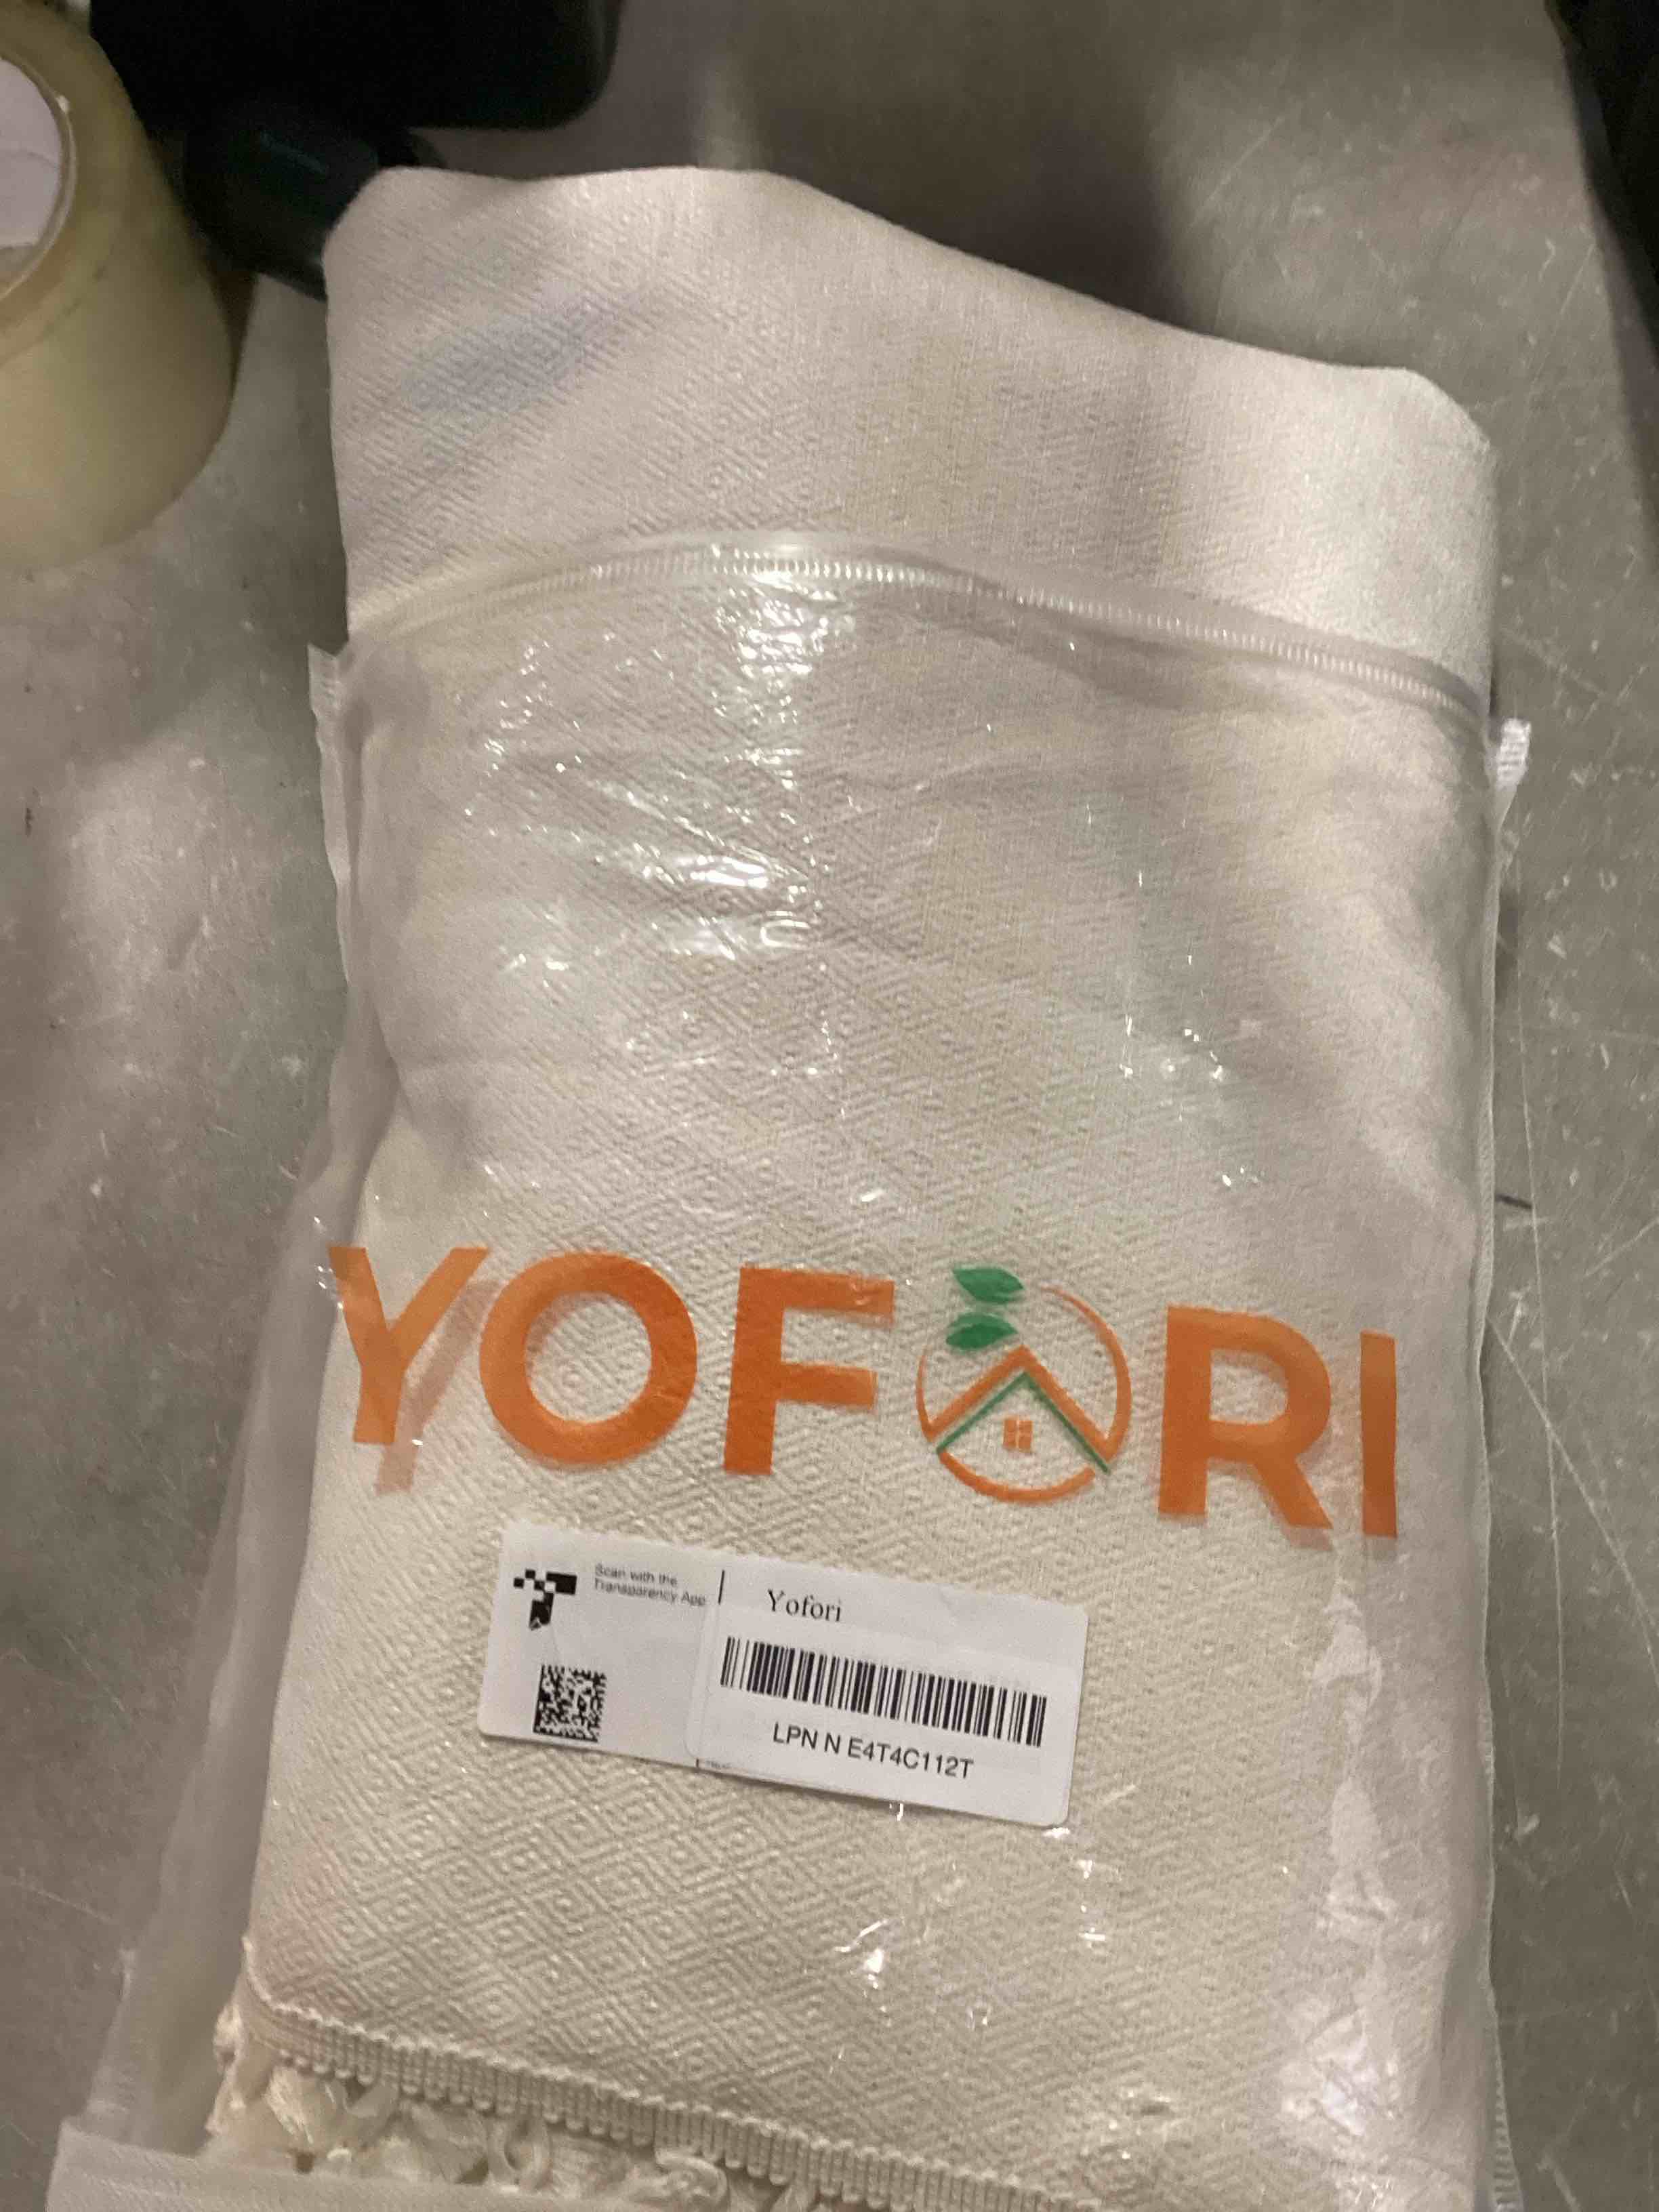 YOFORI
Scan with the
Transparency App
Yofori
LPN N E4T4C112T